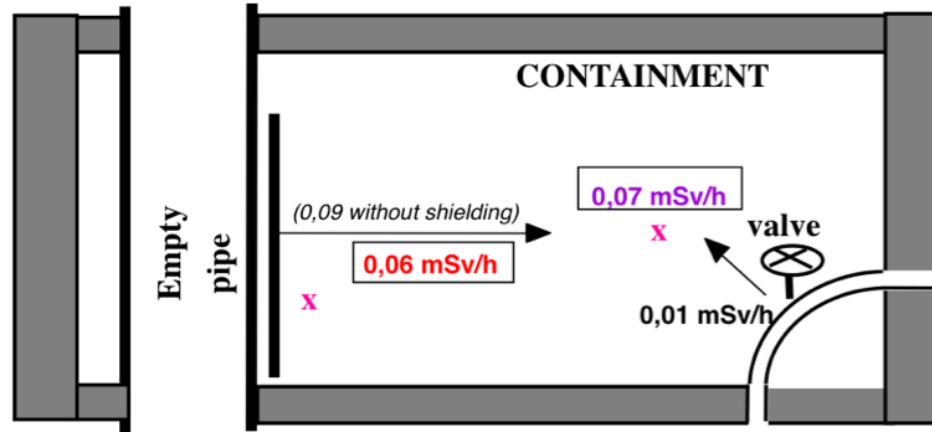 CONTAINMENT
Empty
pipe
(0,09 without shielding)
0,06 mSv/h
x
0,07 mSv/h
x
valve
0,01 mSv/h